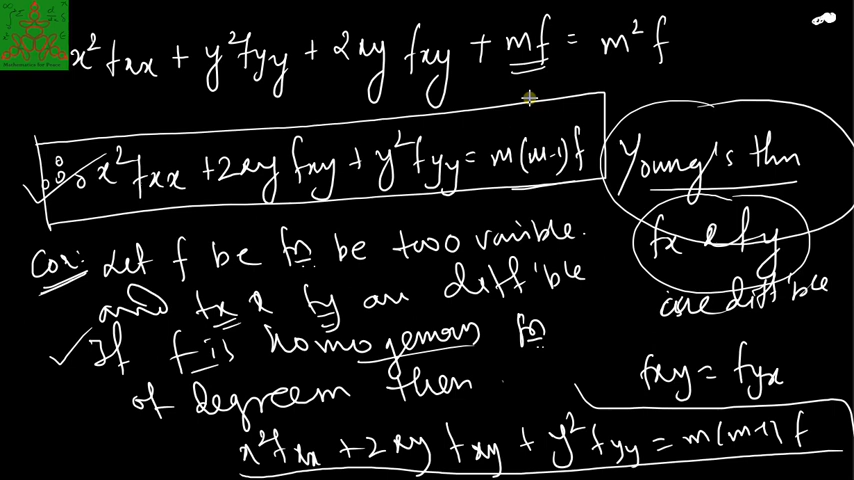 x²fxx + y²fyy + 2xy fxy + mf = m²f
∴ x²fxx + 2xy fxy + y²fyy = m(m-1)f
Young's thm
fx & fy
are diff'ble
fxy = fyx
Cor: Let f be fn be two varible.
and fx & fy are diff'ble
If f is homogenous fn
of degree m then
x²fxx + 2xy fxy + y²fyy = m(m-1)f